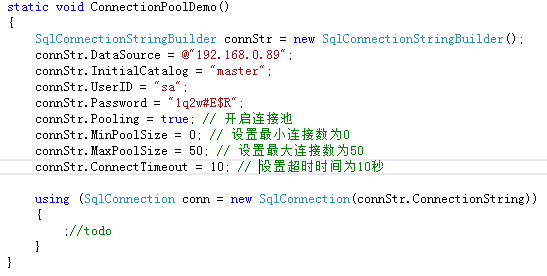 static void ConnectionPoolDemo()
{
SqlConnectionStringBuilder connStr = new SqlConnectionStringBuilder();
connStr.DataSource = @"192.168.0.89";
connStr.InitialCatalog = "master";
connStr.UserID = "sa";
connStr.Password = "1q2w#E$R";
connStr.Pooling = true; // 开启连接池
connStr.MinPoolSize = 0; // 设置最小连接数为0
connStr.MaxPoolSize = 50; // 设置最大连接数为50
connStr.ConnectTimeout = 10; // 设置超时时间为10秒
using (SqlConnection conn = new SqlConnection(connStr.ConnectionString))
{
;//todo
}
}